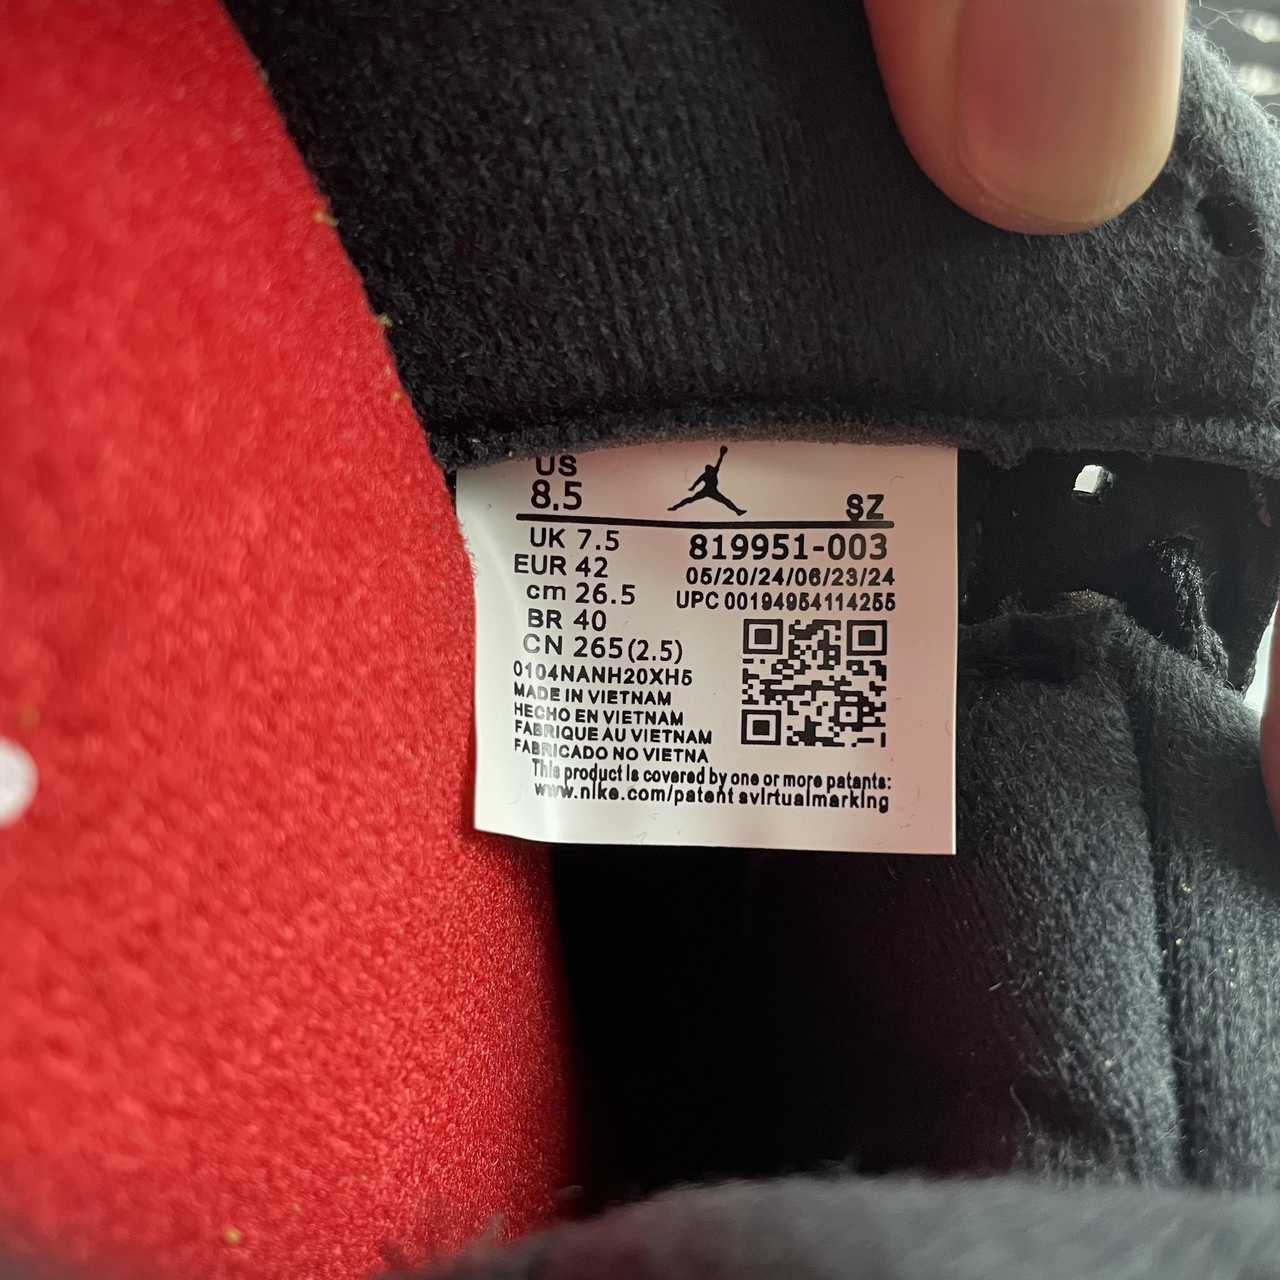 US
8.5
SZ
UK 7.5
819951-003
EUR 42
05/20/24/06/23/24
cm 26.5
UPC 00194954114255
BR 40
CN 265(2.5)
0104NANH20XH5
MADE IN VIETNAM
HECHO EN VIETNAM
FABRIQUE AU VIETNAM
FABRICADO NO VIETNA
This product is covered by one or more patents:
www.nike.com/patent svirtualmarking